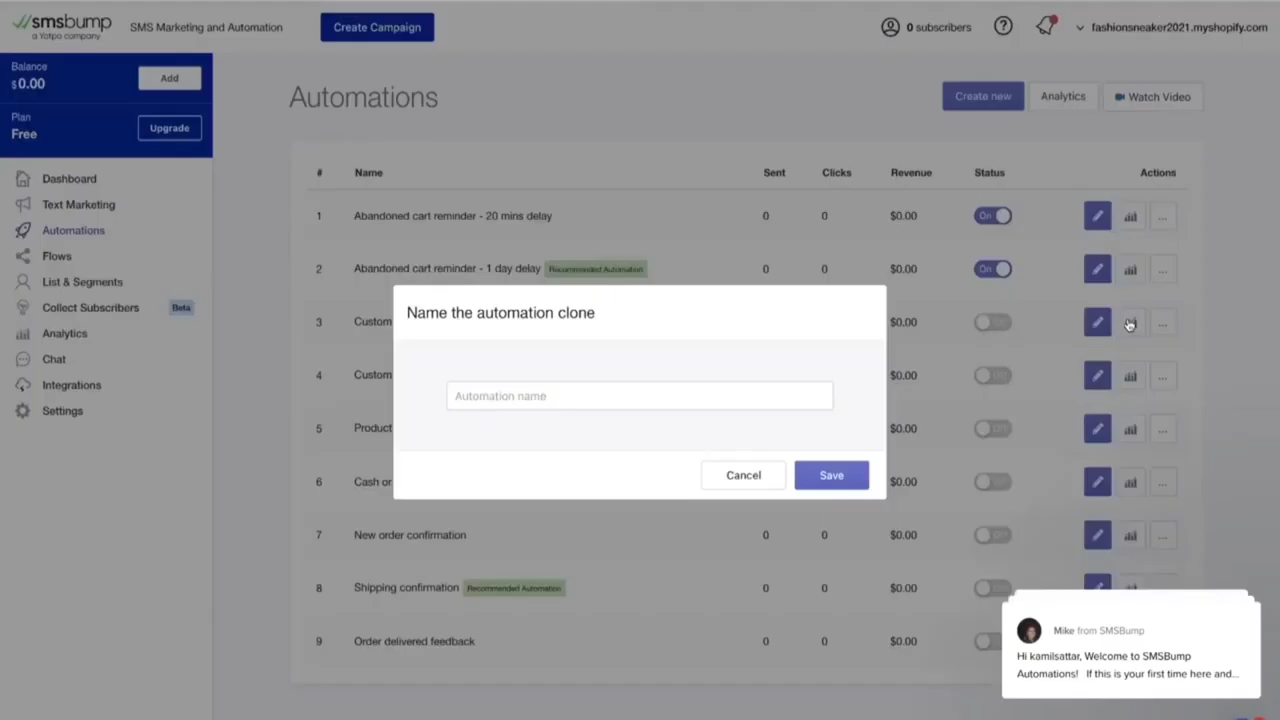 smsbump
a Yotpo company
SMS Marketing and Automation
Create Campaign
0 subscribers
fashionsneaker2021.myshopify.com
Balance
$0.00
Add
Plan
Free
Upgrade
Dashboard
Text Marketing
Automations
Flows
List & Segments
Collect Subscribers Beta
Analytics
Chat
Integrations
Settings
Automations
Create new
Analytics
Watch Video
# Name Sent Clicks Revenue Status Actions
1 Abandoned cart reminder - 20 mins delay 0 0 $0.00 On ...
2 Abandoned cart reminder - 1 day delay Recommended Automation 0 0 $0.00 On ...
3 Custom $0.00 ...
4 Custom $0.00 ...
5 Product $0.00 ...
6 Cash or $0.00 ...
7 New order confirmation 0 0 $0.00 ...
8 Shipping confirmation Recommended Automation 0 0 $0.00
9 Order delivered feedback 0 0 $0.00
Name the automation clone
Automation name
Cancel
Save
Mike from SMSBump
Hi kamilsattar, Welcome to SMSBump
Automations! If this is your first time here and...